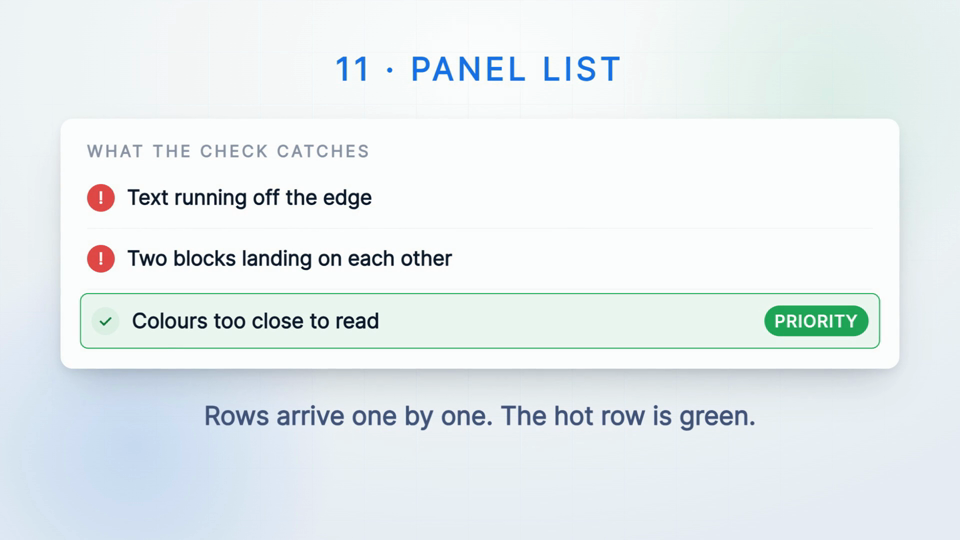 11 · PANEL LIST
WHAT THE CHECK CATCHES
! Text running off the edge
! Two blocks landing on each other
✓ Colours too close to read PRIORITY
Rows arrive one by one. The hot row is green.